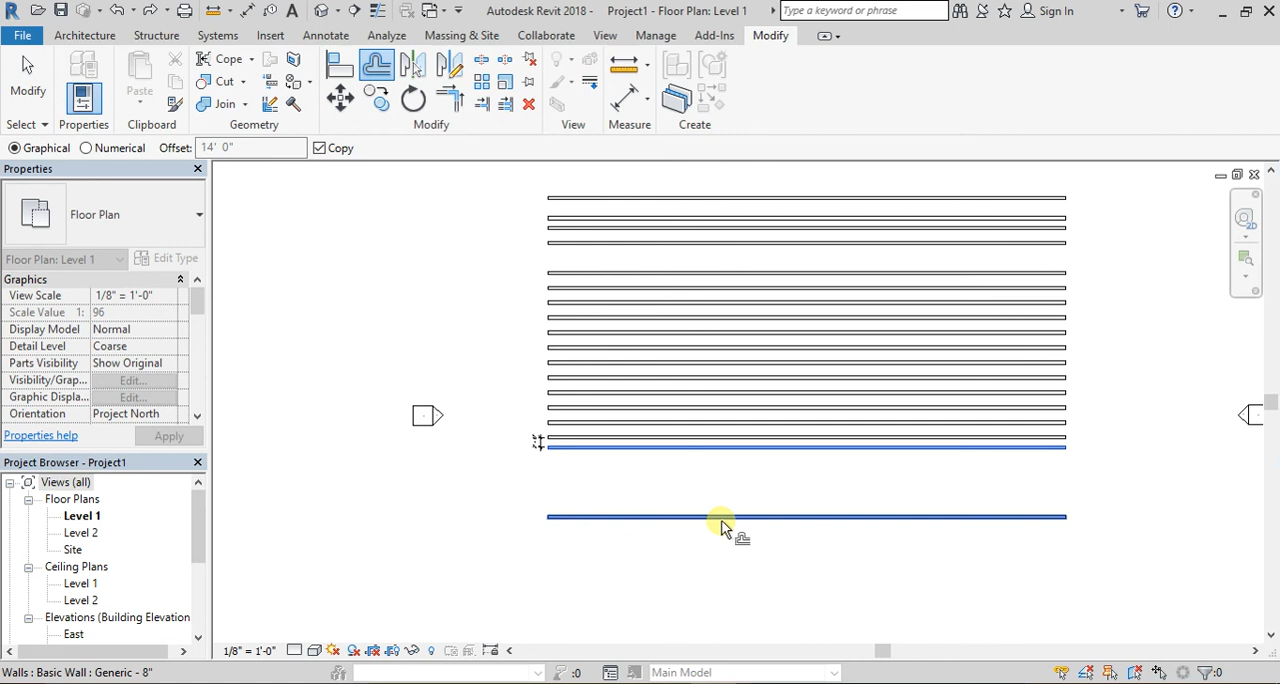 Autodesk Revit 2018 - Project1 - Floor Plan: Level 1
Type a keyword or phrase
Sign In
File Architecture Structure Systems Insert Annotate Analyze Massing & Site Collaborate View Manage Add-Ins Modify
Modify
Paste
Cope
Cut
Join
Select Properties Clipboard Geometry Modify View Measure Create
Graphical Numerical Offset: 14' 0" Copy
Properties
Floor Plan
Floor Plan: Level 1 Edit Type
Graphics
View Scale 1/8" = 1'-0"
Scale Value 1: 96
Display Model Normal
Detail Level Coarse
Parts Visibility Show Original
Visibility/Grap... Edit...
Graphic Displa... Edit...
Orientation Project North
Properties help Apply
Project Browser - Project1
Views (all)
Floor Plans
Level 1
Level 2
Site
Ceiling Plans
Level 1
Level 2
Elevations (Building Elevation
East
2D
1/8" = 1'-0"
Walls : Basic Wall : Generic - 8"
:0
Main Model
:0